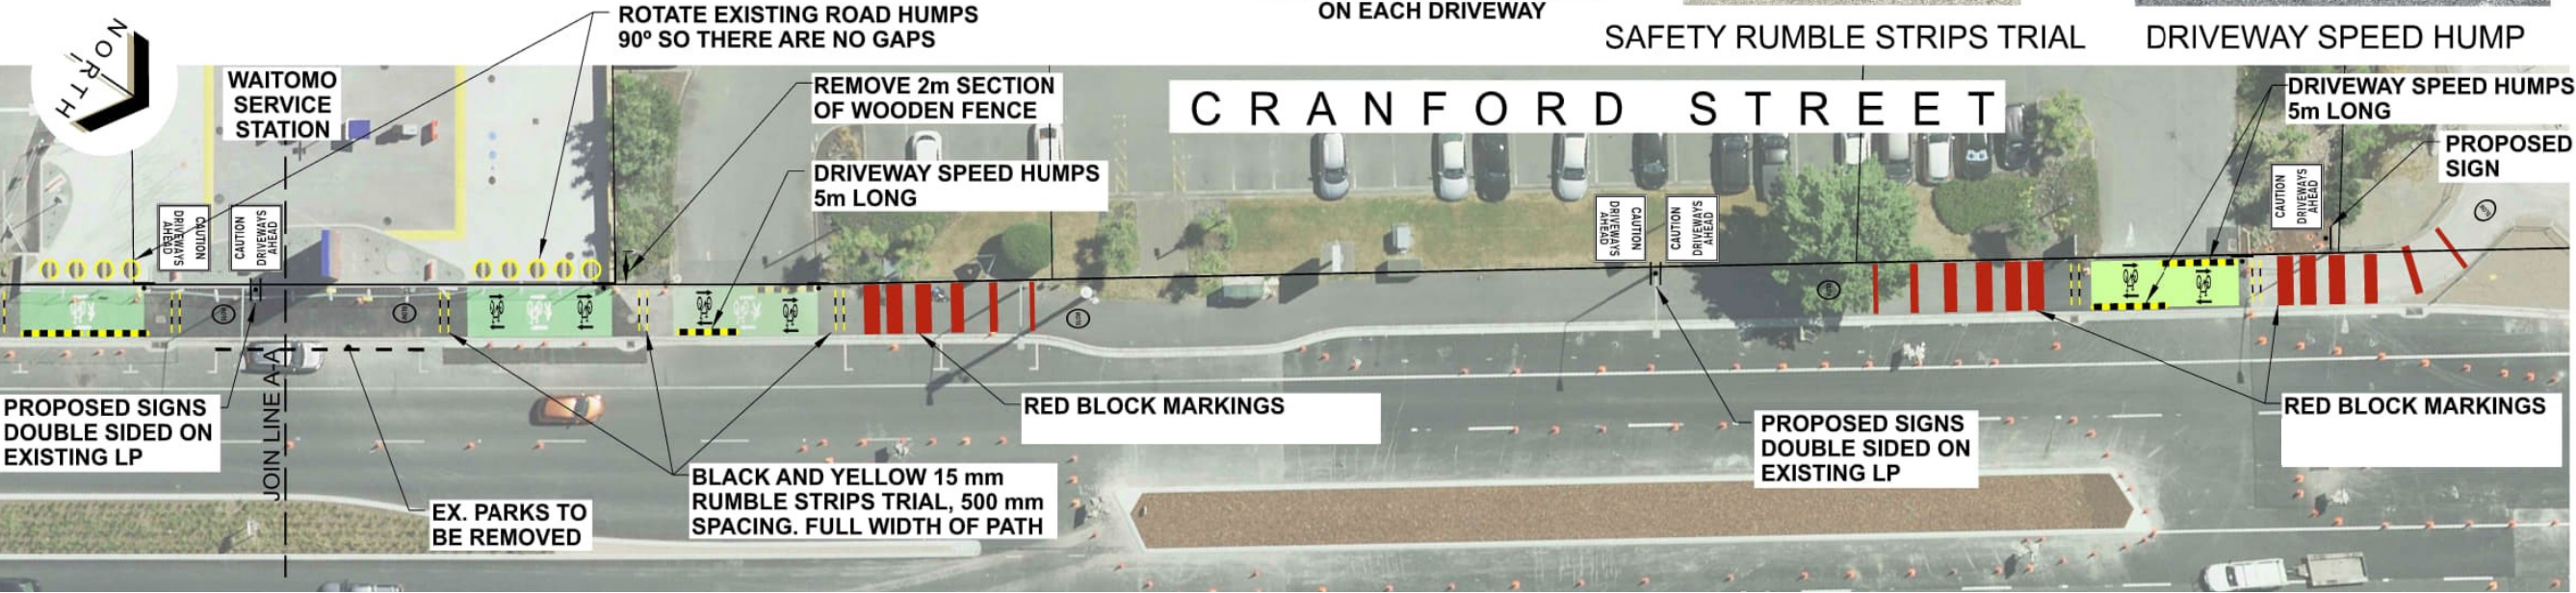 ON EACH DRIVEWAY
SAFETY RUMBLE STRIPS TRIAL
DRIVEWAY SPEED HUMP
NORTH
ROTATE EXISTING ROAD HUMPS
90º SO THERE ARE NO GAPS
WAITOMO
SERVICE
STATION
REMOVE 2m SECTION
OF WOODEN FENCE
CRANFORD STREET
DRIVEWAY SPEED HUMPS
5m LONG
PROPOSED
SIGN
DRIVEWAY SPEED HUMPS
5m LONG
CAUTION
DRIVEWAYS
AHEAD
CAUTION
DRIVEWAYS
AHEAD
CAUTION
DRIVEWAYS
AHEAD
CAUTION
DRIVEWAYS
AHEAD
CAUTION
DRIVEWAYS
AHEAD
PROPOSED SIGNS
DOUBLE SIDED ON
EXISTING LP
JOIN LINE A-A
EX. PARKS TO
BE REMOVED
BLACK AND YELLOW 15 mm
RUMBLE STRIPS TRIAL, 500 mm
SPACING. FULL WIDTH OF PATH
RED BLOCK MARKINGS
PROPOSED SIGNS
DOUBLE SIDED ON
EXISTING LP
RED BLOCK MARKINGS